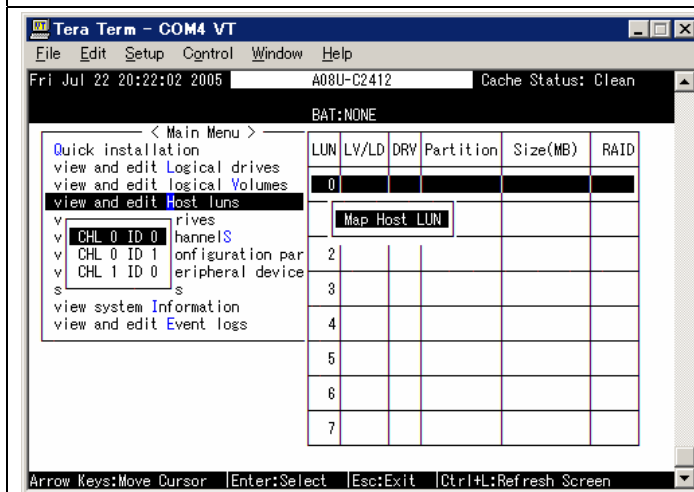 Tera Term - COM4 VT
File Edit Setup Control Window Help
Fri Jul 22 20:22:02 2005 A08U-C2412 Cache Status: Clean
BAT:NONE
< Main Menu >
Quick installation
view and edit Logical drives
view and edit logical Volumes
view and edit Host luns
v rives
v hannelS
v onfiguration par
v eripheral device
s s
view system Information
view and edit Event logs
CHL 0 ID 0
CHL 0 ID 1
CHL 1 ID 0
LUN LV/LD DRV Partition Size(MB) RAID
0
Map Host LUN
2
3
4
5
6
7
Arrow Keys:Move Cursor |Enter:Select |Esc:Exit |Ctrl+L:Refresh Screen